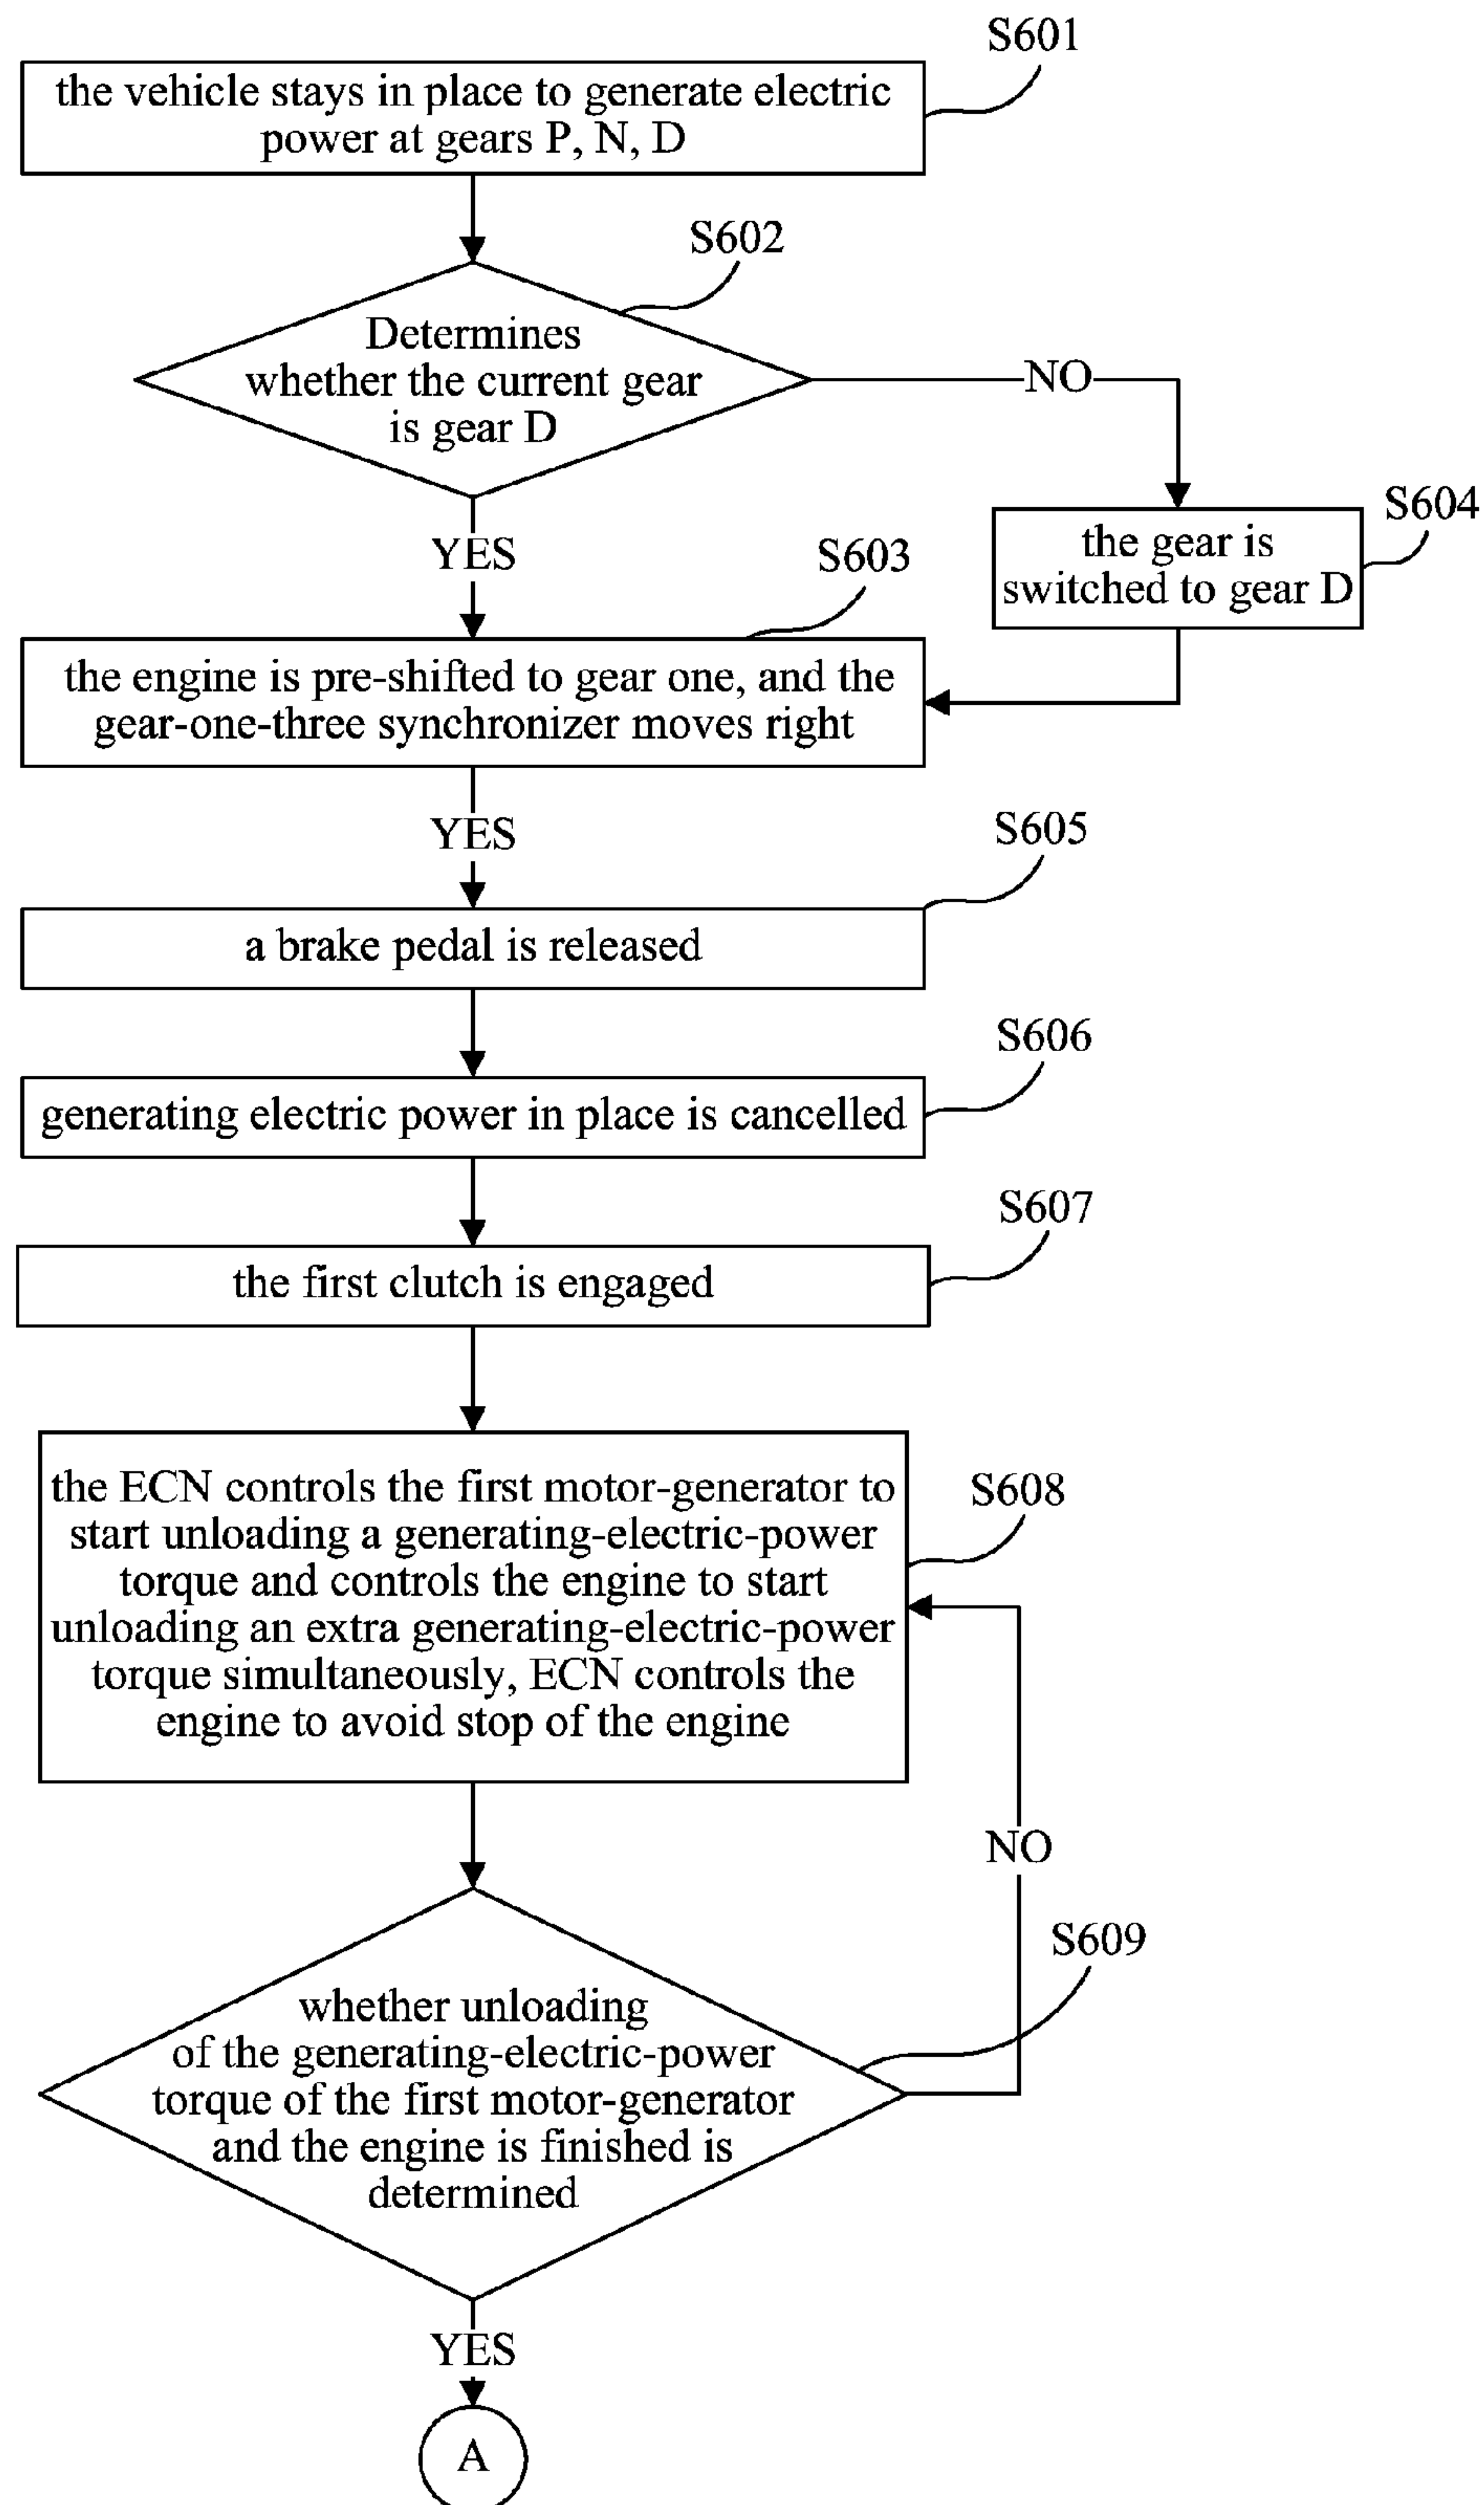 S601
the vehicle stays in place to generate electric
power at gears P, N, D
S602
Determines
whether the current gear
is gear D
NO
S604
the gear is
switched to gear D
YES
S603
the engine is pre-shifted to gear one, and the
gear-one-three synchronizer moves right
YES
S605
a brake pedal is released
S606
generating electric power in place is cancelled
S607
the first clutch is engaged
the ECN controls the first motor-generator to
start unloading a generating-electric-power
torque and controls the engine to start
unloading an extra generating-electric-power
torque simultaneously, ECN controls the
engine to avoid stop of the engine
S608
NO
S609
whether unloading
of the generating-electric-power
torque of the first motor-generator
and the engine is finished is
determined
YES
A